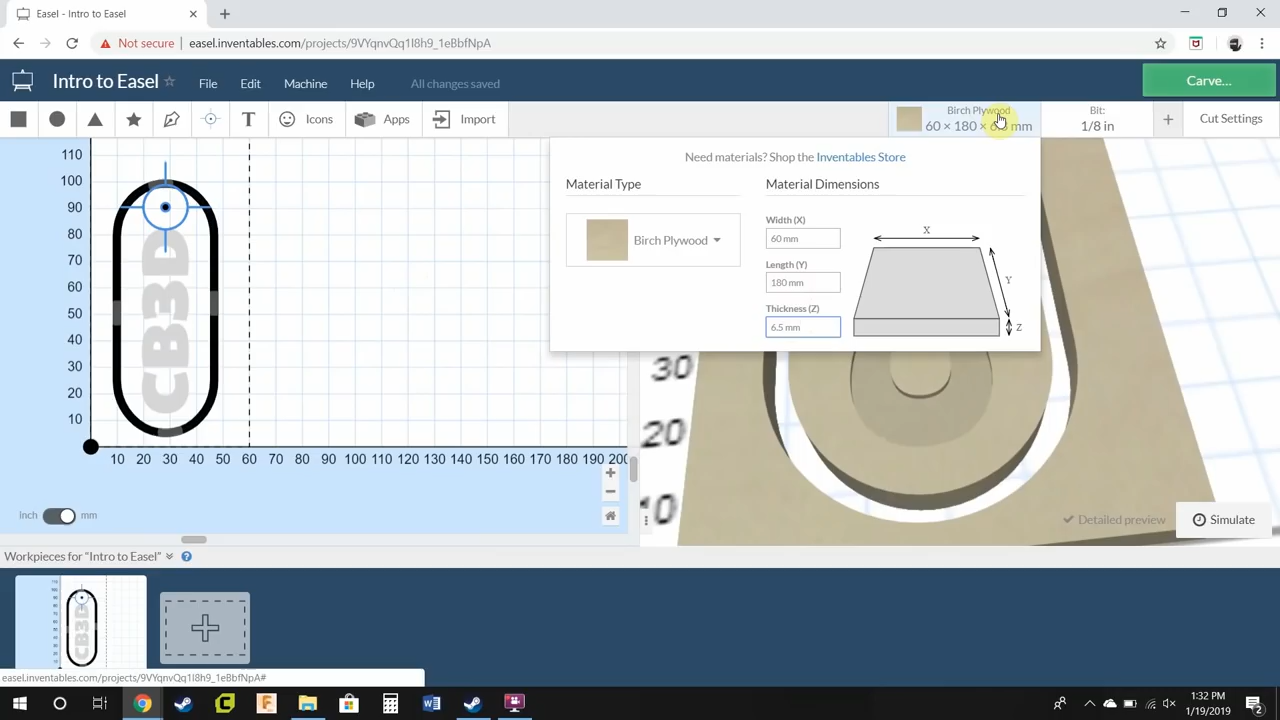 Easel - Intro to Easel
Not secure easel.inventables.com/projects/9VYqnvQq1I8h9_1eBbfNpA
Intro to Easel File Edit Machine Help All changes saved Carve...
T Icons Apps Import
Birch Plywood
60 × 180 × 6.5 mm
Bit:
1/8 in
Cut Settings
Need materials? Shop the Inventables Store
Material Type
Birch Plywood
Material Dimensions
Width (X)
60 mm
Length (Y)
180 mm
Thickness (Z)
6.5 mm
X
Y
Z
110
100
90
80
70
60
50
40
30
20
10
CB3D
10 20 30 40 50 60 70 80 90 100 110 120 130 140 150 160 170 180 190 200
Inch mm
30
20
10
Detailed preview
Simulate
Workpieces for "Intro to Easel"
CB3D
easel.inventables.com/projects/9VYqnvQq1I8h9_1eBbfNpA#
1:32 PM
1/19/2019
2